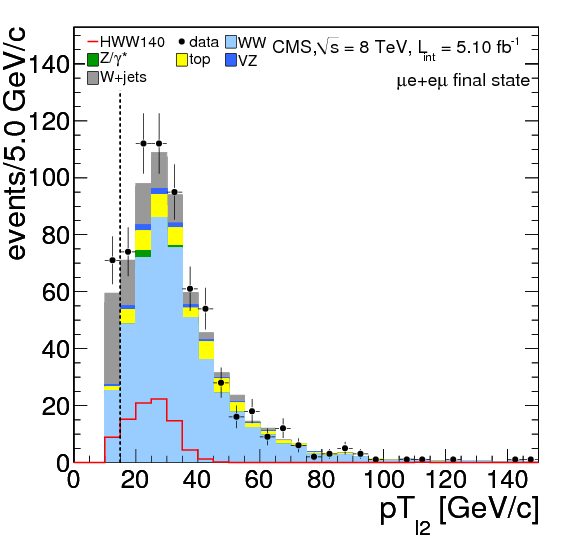 HWW140 data WW CMS,√s = 8 TeV, L_int = 5.10 fb⁻¹
Z/γ* top VZ
W+jets μe+eμ final state
events/5.0 GeV/c
140
120
100
80
60
40
20
0
0 20 40 60 80 100 120 140
pT_l2 [GeV/c]